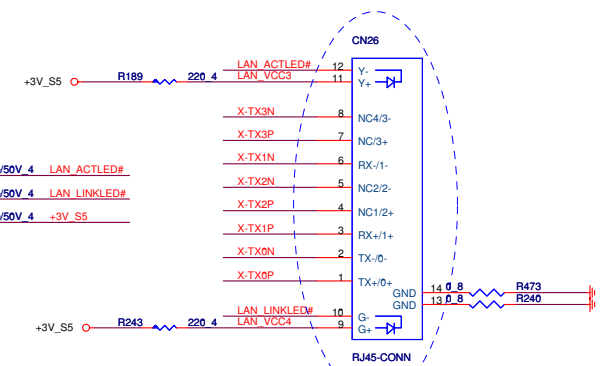 CN26
LAN_ACTLED# 12 Y-
+3V_S5 R189 220_4 LAN_VCC3 11 Y+
X-TX3N 8 NC4/3-
X-TX3P 7 NC/3+
X-TX1N 6 RX-/1-
/50V_4 LAN_ACTLED#
X-TX2N 5 NC2/2-
/50V_4 LAN_LINKLED#
X-TX2P 4 NC1/2+
/50V_4 +3V_S5
X-TX1P 3 RX+/1+
X-TX0N 2 TX-/0-
X-TX0P 1 TX+/0+
GND 14 0_8 R473
GND 13 0_8 R240
LAN_LINKLED# 10 G-
+3V_S5 R243 220_4 LAN_VCC4 9 G+
RJ45-CONN